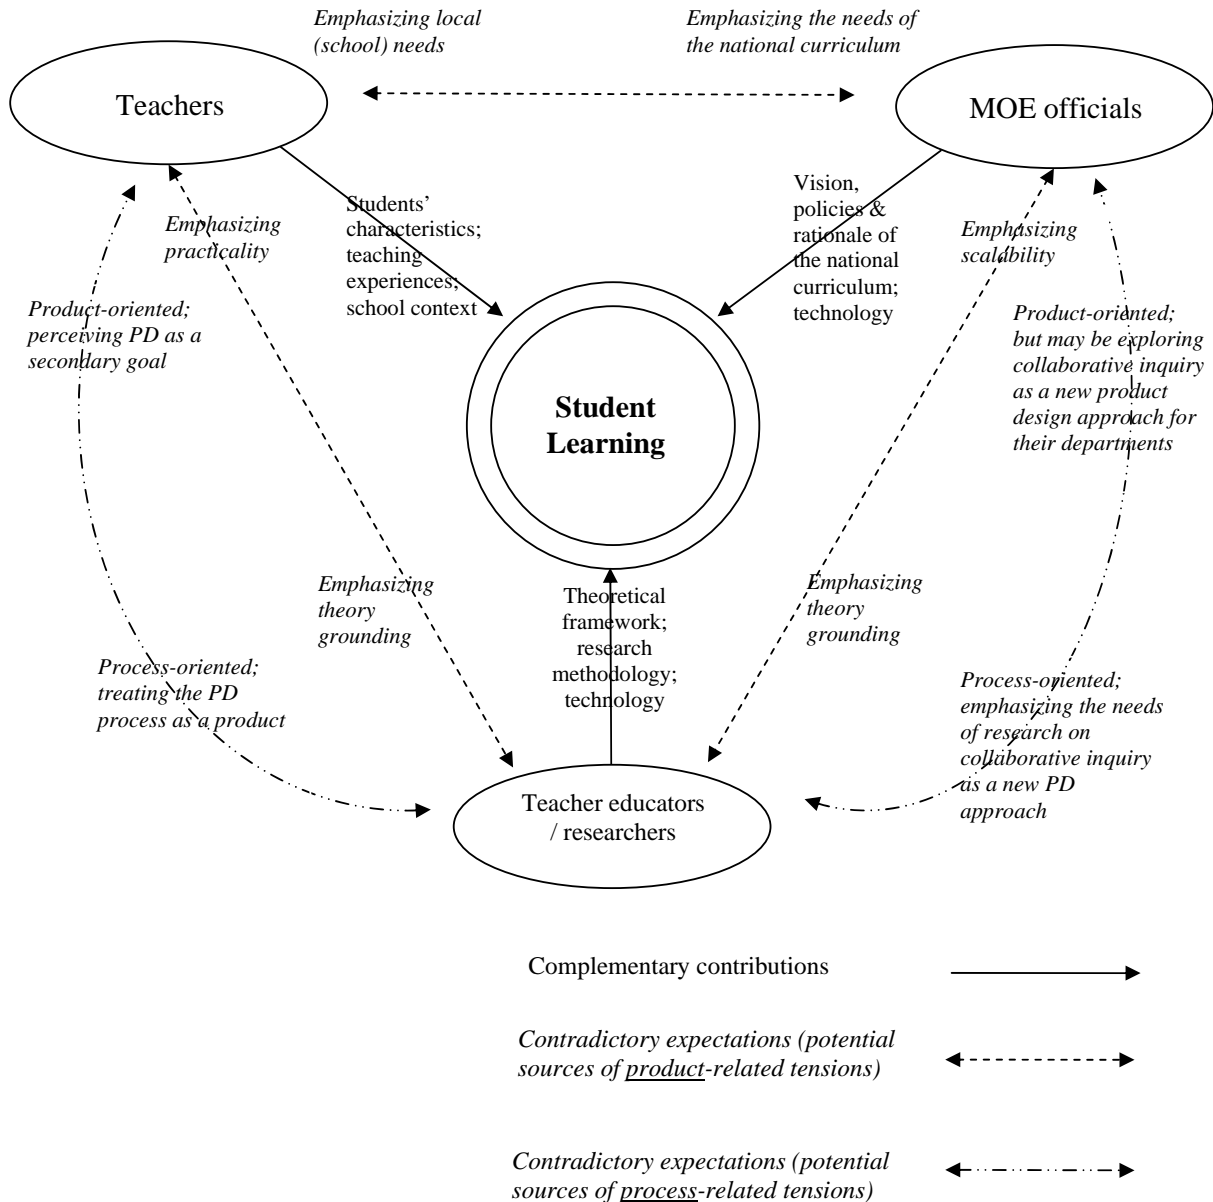 Emphasizing local
(school) needs
Emphasizing the needs of
the national curriculum
Teachers
MOE officials
Students’
characteristics;
teaching
experiences;
school context
Vision,
policies &
rationale of
the national
curriculum;
technology
Emphasizing
practicality
Emphasizing
scalability
Product-oriented;
perceiving PD as a
secondary goal
Product-oriented;
but may be exploring
collaborative inquiry
as a new product
design approach for
their departments
Student
Learning
Emphasizing
theory
grounding
Theoretical
framework;
research
methodology;
technology
Emphasizing
theory
grounding
Process-oriented;
treating the PD
process as a product
Process-oriented;
emphasizing the needs
of research on
collaborative inquiry
as a new PD
approach
Teacher educators
/ researchers
Complementary contributions
Contradictory expectations (potential
sources of product-related tensions)
Contradictory expectations (potential
sources of process-related tensions)